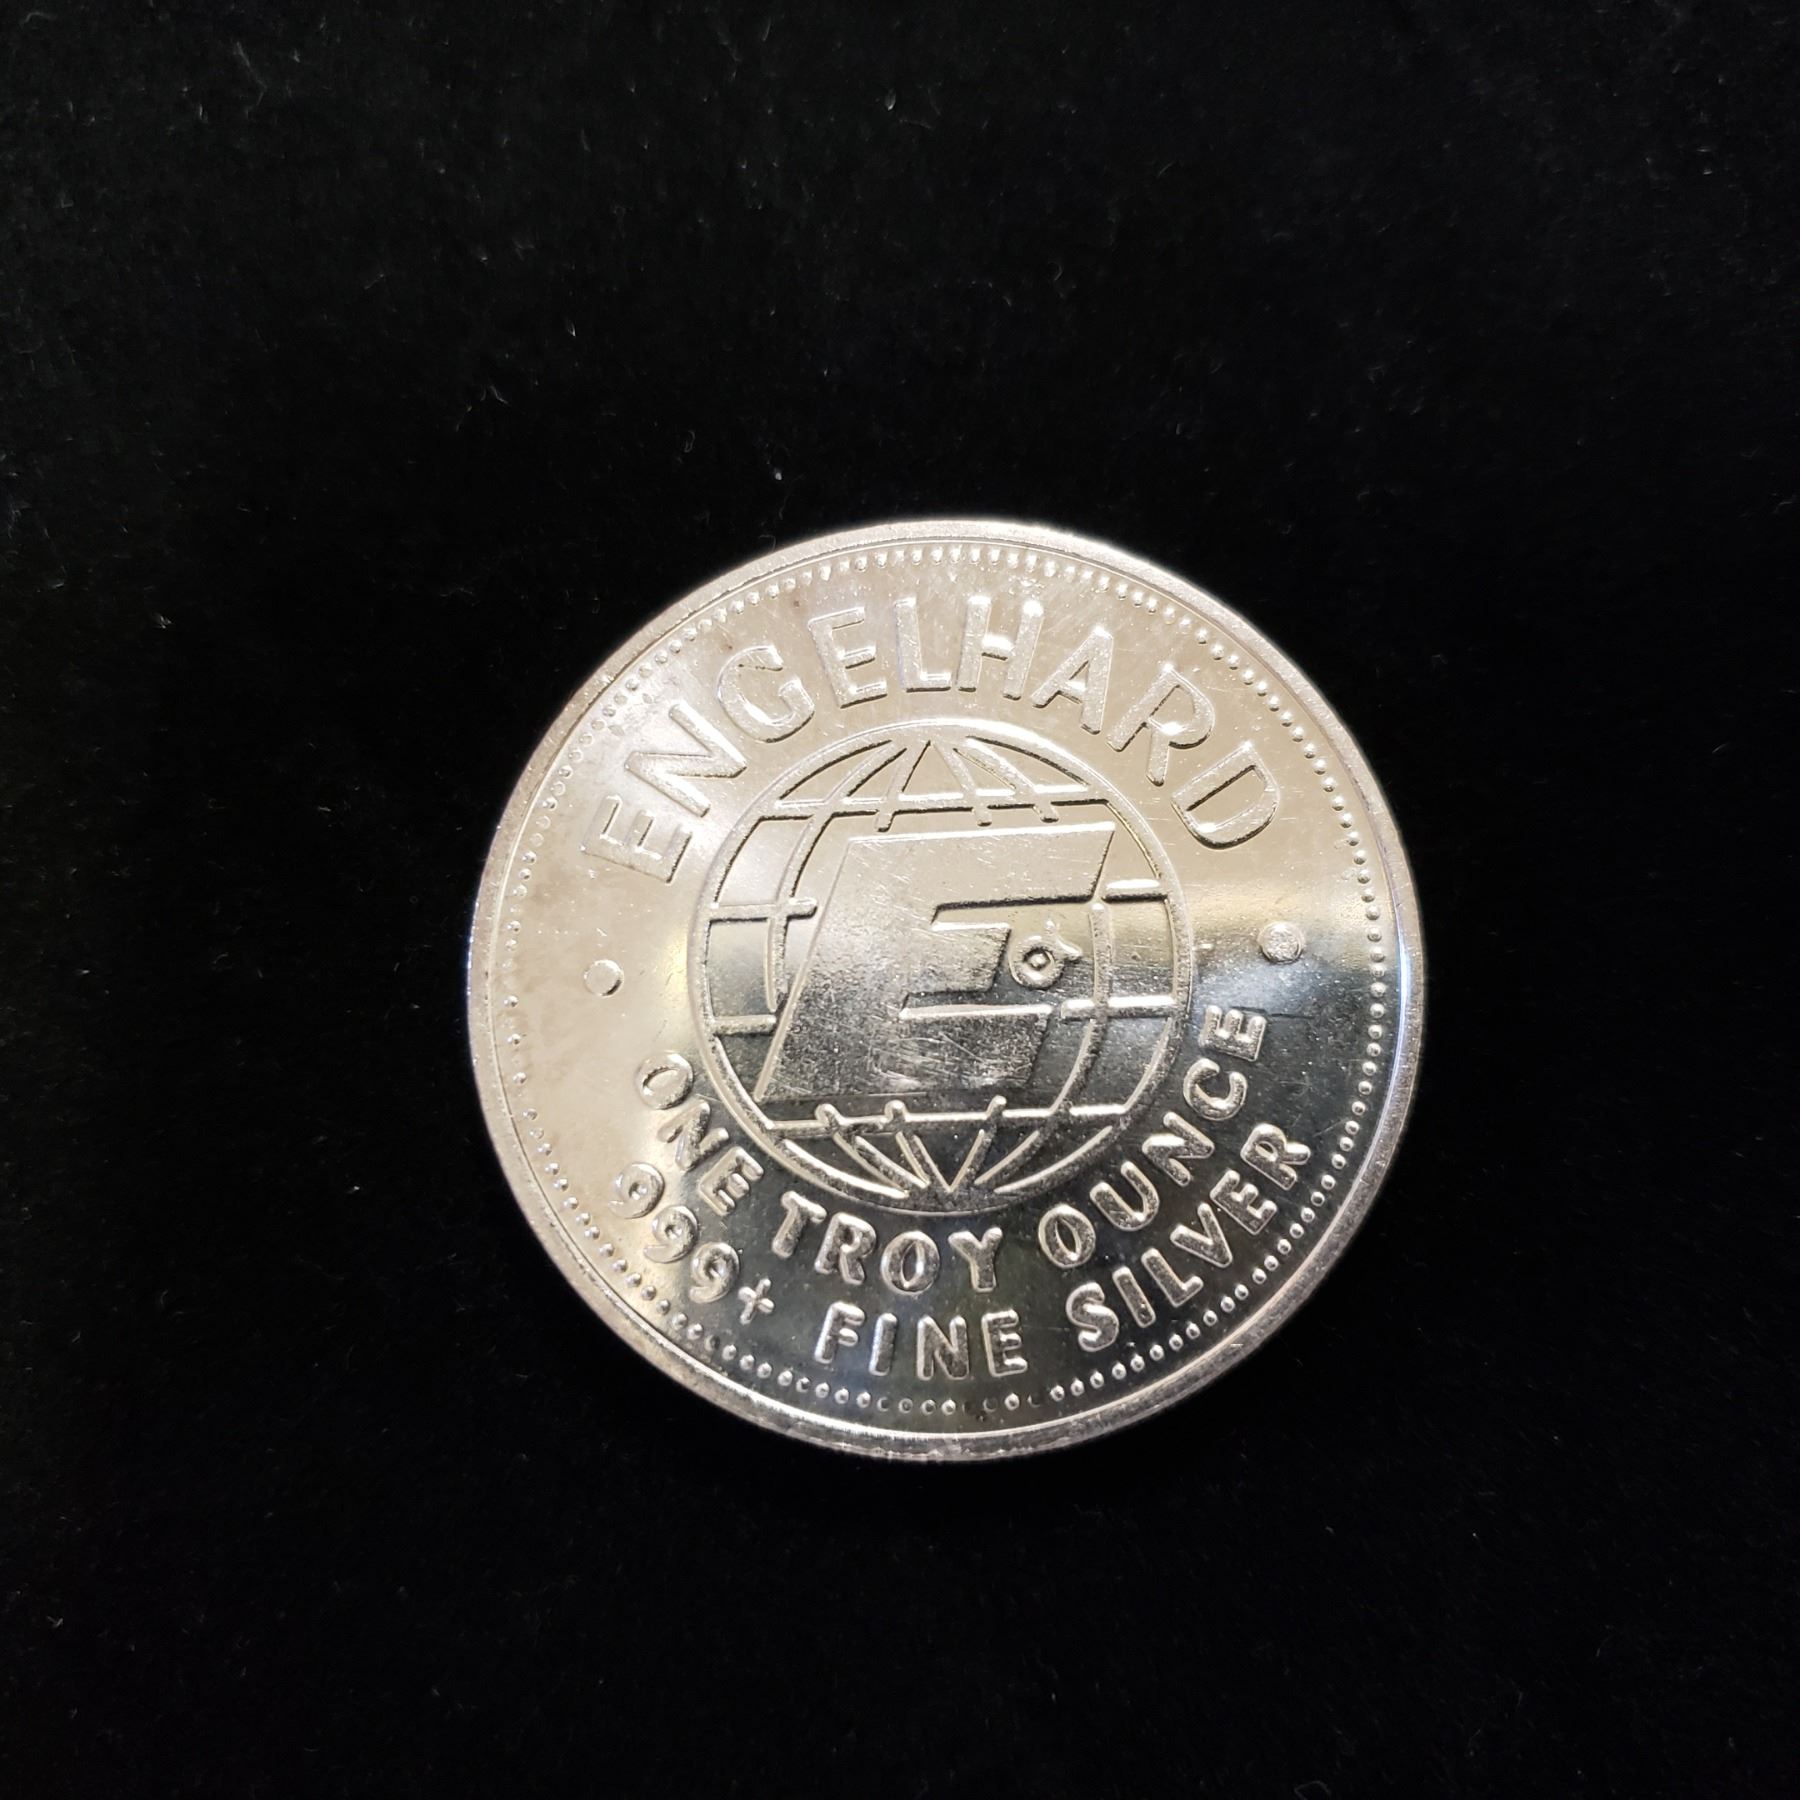 ENGELHARD
E
ONE TROY OUNCE
999+ FINE SILVER